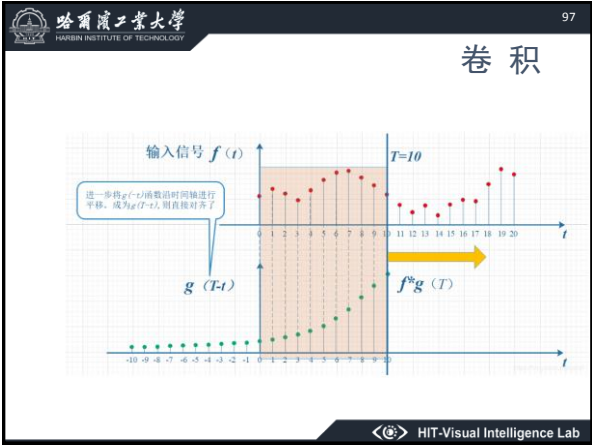 哈爾濱工業大學
HARBIN INSTITUTE OF TECHNOLOGY
97
卷 积
输入信号 f（t）
T=10
进一步将g(-t)函数沿时间轴进行
平移，成为g(T-t)，则直接对齐了
0 1 2 3 4 5 6 7 8 9 10 11 12 13 14 15 16 17 18 19 20
t
g（T-t）
f*g（T）
-10 -9 -8 -7 -6 -5 -4 -3 -2 -1 0 1 2 3 4 5 6 7 8 9 10
t
HIT-Visual Intelligence Lab